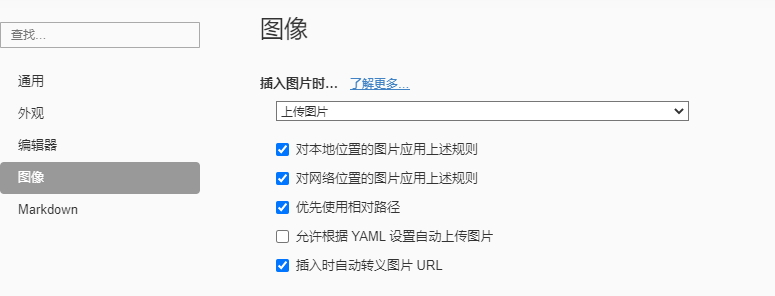 查找…
通用
外观
编辑器
图像
Markdown
图像
插入图片时… 了解更多…
上传图片
对本地位置的图片应用上述规则
对网络位置的图片应用上述规则
优先使用相对路径
允许根据 YAML 设置自动上传图片
插入时自动转义图片 URL